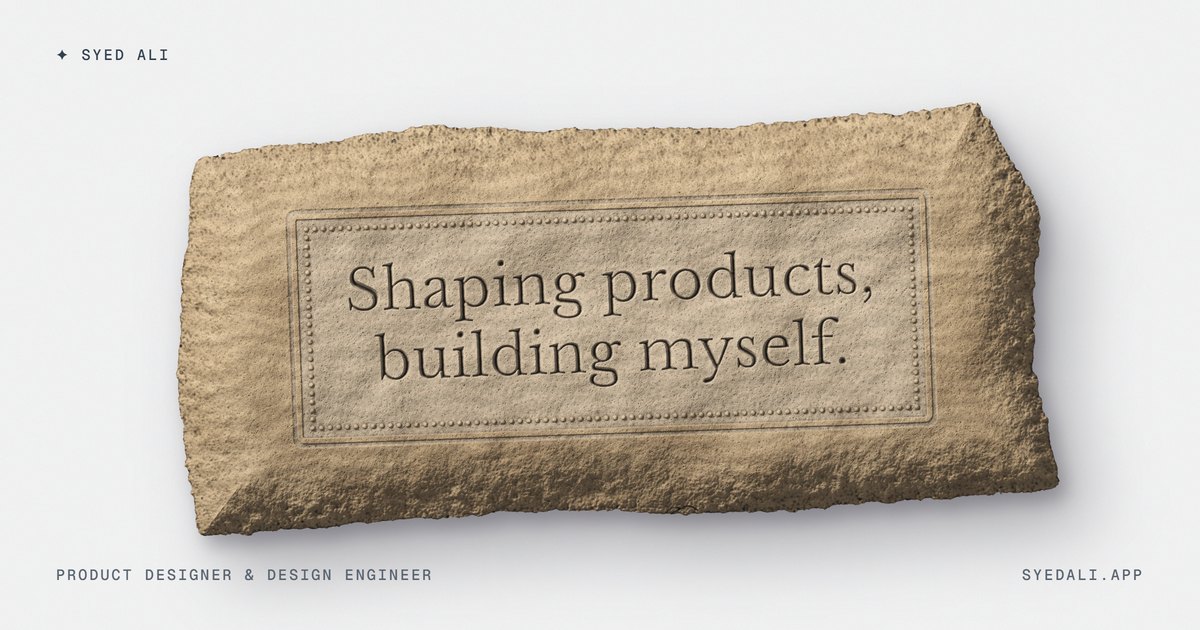 ✦ SYED ALI
Shaping products,
building myself.
PRODUCT DESIGNER & DESIGN ENGINEER
SYEDALI.APP